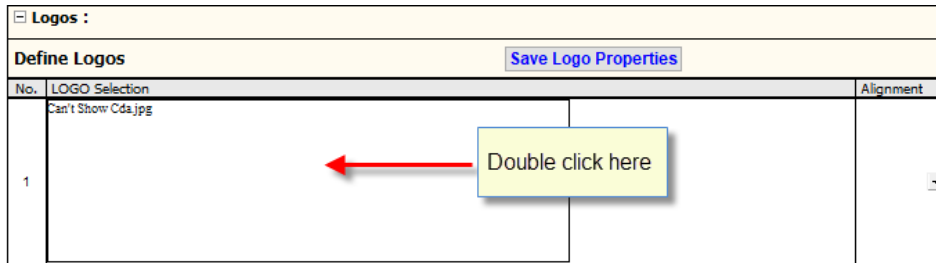 Logos :
Define Logos Save Logo Properties
No. LOGO Selection Alignment
Can't Show Cda.jpg
Double click here
1